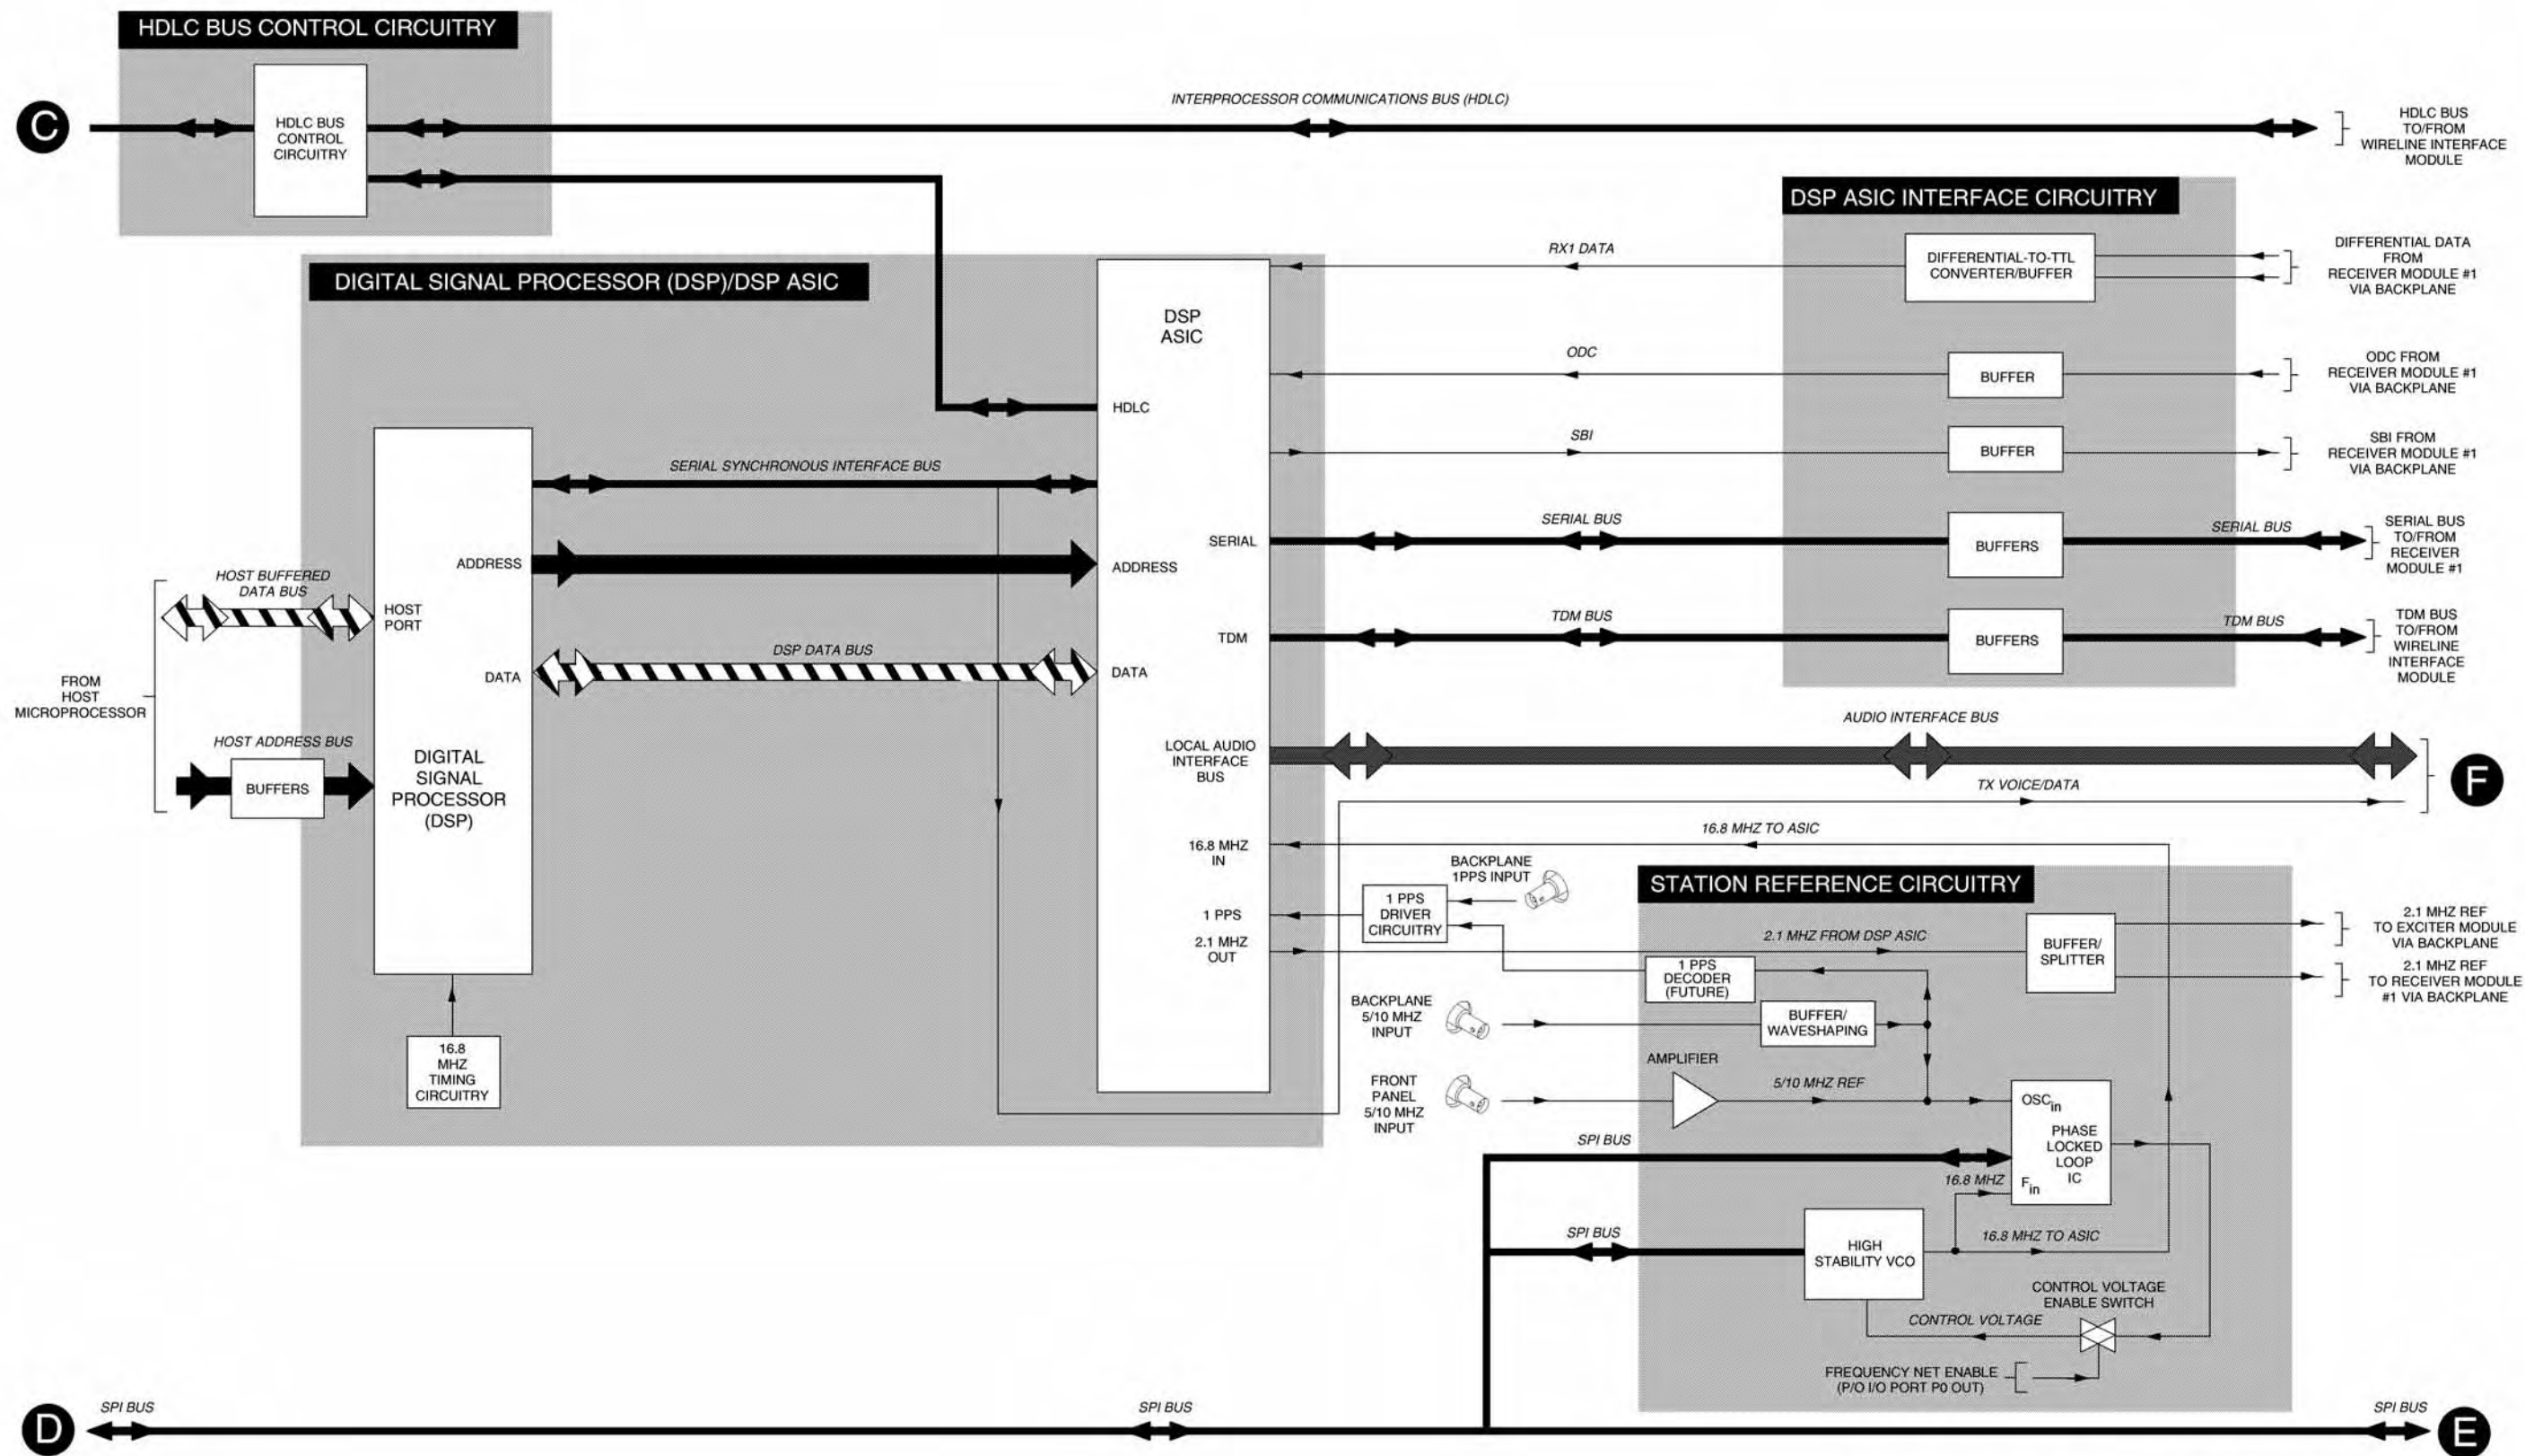 HDLC BUS CONTROL CIRCUITRY
C
HDLC BUS
CONTROL
CIRCUITRY
INTERPROCESSOR COMMUNICATIONS BUS (HDLC)
HDLC BUS
TO/FROM
WIRELINE INTERFACE
MODULE
DSP ASIC INTERFACE CIRCUITRY
RX1 DATA
DIFFERENTIAL-TO-TTL
CONVERTER/BUFFER
DIFFERENTIAL DATA
FROM
RECEIVER MODULE #1
VIA BACKPLANE
ODC
BUFFER
ODC FROM
RECEIVER MODULE #1
VIA BACKPLANE
SBI
BUFFER
SBI FROM
RECEIVER MODULE #1
VIA BACKPLANE
SERIAL BUS
BUFFERS
SERIAL BUS
SERIAL BUS
TO/FROM
RECEIVER
MODULE #1
TDM BUS
BUFFERS
TDM BUS
TDM BUS
TO/FROM
WIRELINE
INTERFACE
MODULE
DIGITAL SIGNAL PROCESSOR (DSP)/DSP ASIC
DSP
ASIC
HDLC
SERIAL SYNCHRONOUS INTERFACE BUS
SERIAL
ADDRESS
ADDRESS
HOST BUFFERED
DATA BUS
HOST
PORT
TDM
DSP DATA BUS
DATA
DATA
FROM
HOST
MICROPROCESSOR
HOST ADDRESS BUS
BUFFERS
DIGITAL
SIGNAL
PROCESSOR
(DSP)
LOCAL AUDIO
INTERFACE
BUS
AUDIO INTERFACE BUS
TX VOICE/DATA
F
16.8 MHZ
IN
16.8 MHZ TO ASIC
1 PPS
2.1 MHZ
OUT
BACKPLANE
1PPS INPUT
1 PPS
DRIVER
CIRCUITRY
16.8
MHZ
TIMING
CIRCUITRY
STATION REFERENCE CIRCUITRY
2.1 MHZ FROM DSP ASIC
BUFFER/
SPLITTER
2.1 MHZ REF
TO EXCITER MODULE
VIA BACKPLANE
2.1 MHZ REF
TO RECEIVER MODULE
#1 VIA BACKPLANE
1 PPS
DECODER
(FUTURE)
BACKPLANE
5/10 MHZ
INPUT
BUFFER/
WAVESHAPING
AMPLIFIER
FRONT
PANEL
5/10 MHZ
INPUT
5/10 MHZ REF
OSCin
PHASE
LOCKED
LOOP
IC
Fin
SPI BUS
16.8 MHZ
SPI BUS
HIGH
STABILITY VCO
16.8 MHZ TO ASIC
CONTROL VOLTAGE
ENABLE SWITCH
CONTROL VOLTAGE
FREQUENCY NET ENABLE
(P/O I/O PORT P0 OUT)
D
SPI BUS
SPI BUS
SPI BUS
E